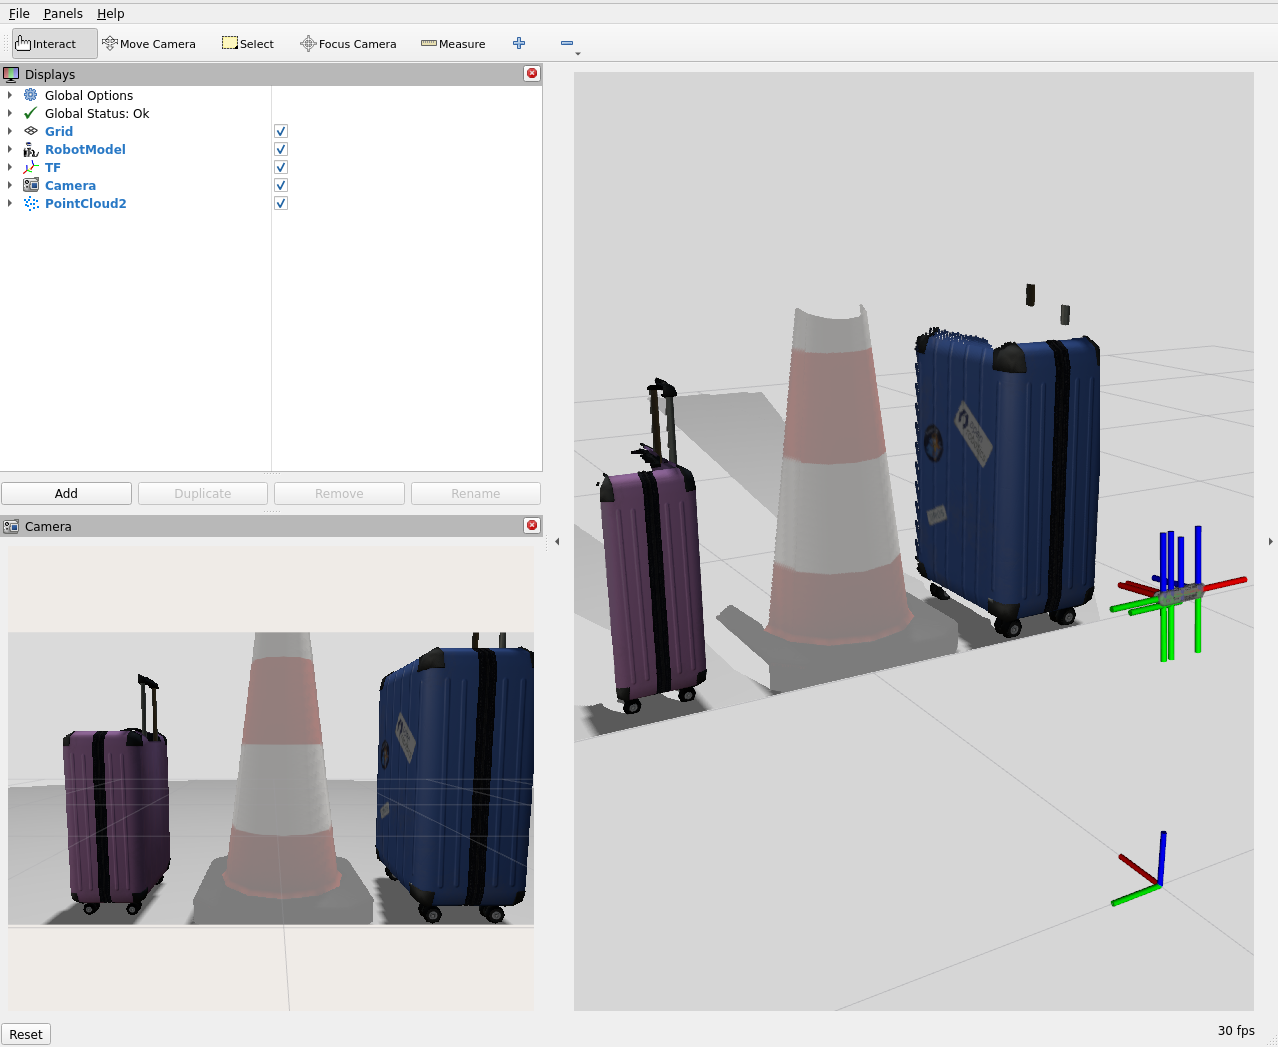 File Panels Help
Interact Move Camera Select Focus Camera Measure
Displays
Global Options
Global Status: Ok
Grid
RobotModel
TF
Camera
PointCloud2
Add Duplicate Remove Rename
Camera
Reset
30 fps